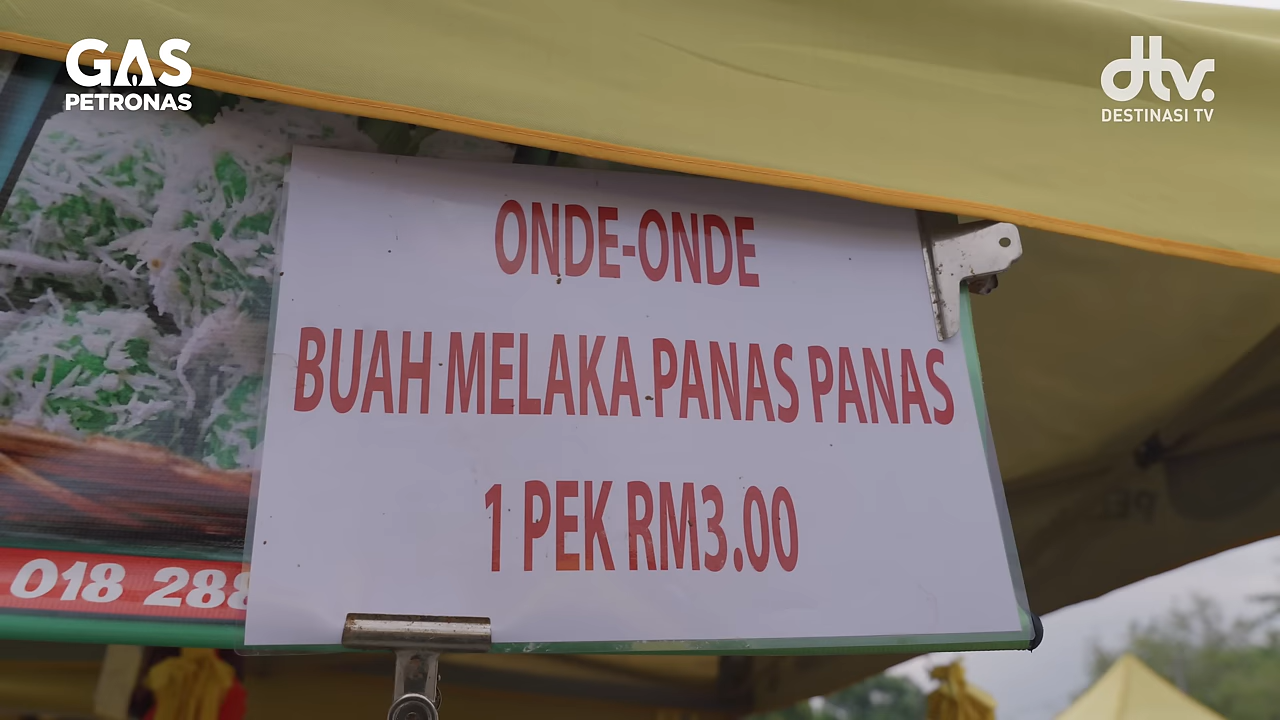 GAS
PETRONAS
dtv.
DESTINASI TV
ONDE-ONDE
BUAH MELAKA PANAS PANAS
1 PEK RM3.00
018 288